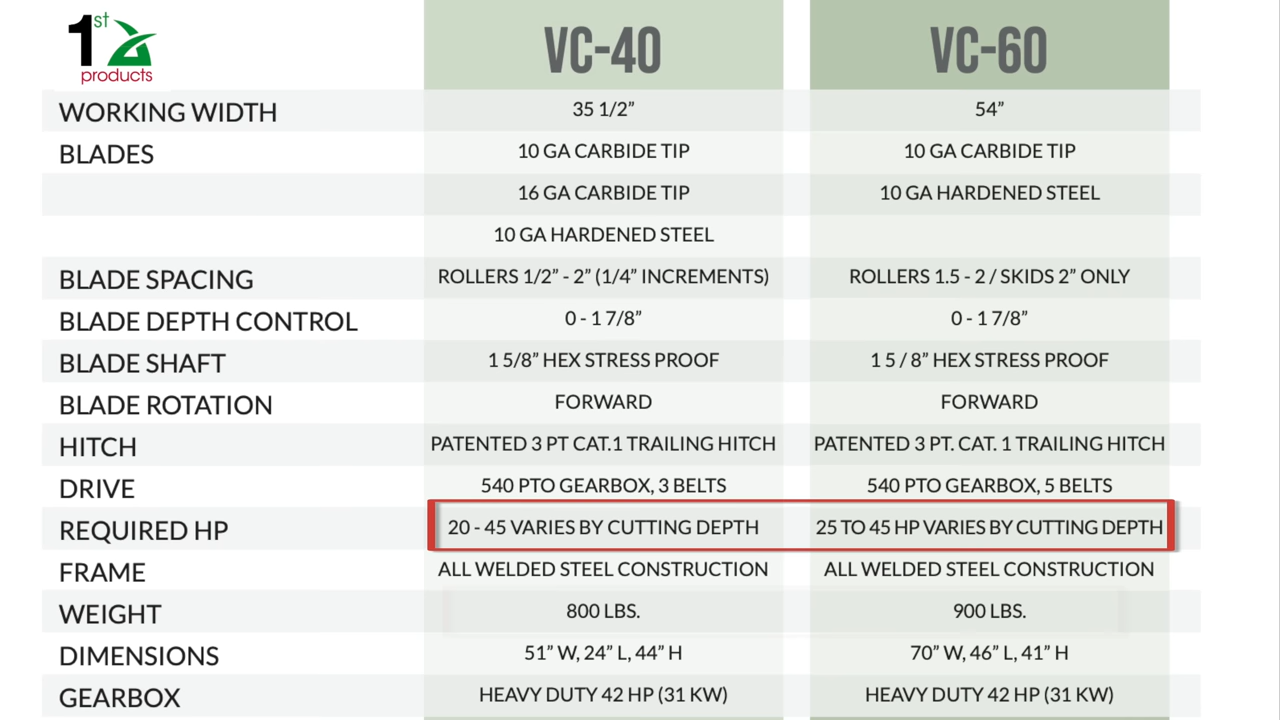 1st
products
VC-40 VC-60
WORKING WIDTH 35 1/2” 54”
BLADES 10 GA CARBIDE TIP 10 GA CARBIDE TIP
16 GA CARBIDE TIP 10 GA HARDENED STEEL
10 GA HARDENED STEEL
BLADE SPACING ROLLERS 1/2” - 2” (1/4” INCREMENTS) ROLLERS 1.5 - 2 / SKIDS 2” ONLY
BLADE DEPTH CONTROL 0 - 1 7/8” 0 - 1 7/8”
BLADE SHAFT 1 5/8” HEX STRESS PROOF 1 5 / 8” HEX STRESS PROOF
BLADE ROTATION FORWARD FORWARD
HITCH PATENTED 3 PT CAT.1 TRAILING HITCH PATENTED 3 PT. CAT. 1 TRAILING HITCH
DRIVE 540 PTO GEARBOX, 3 BELTS 540 PTO GEARBOX, 5 BELTS
REQUIRED HP 20 - 45 VARIES BY CUTTING DEPTH 25 TO 45 HP VARIES BY CUTTING DEPTH
FRAME ALL WELDED STEEL CONSTRUCTION ALL WELDED STEEL CONSTRUCTION
WEIGHT 800 LBS. 900 LBS.
DIMENSIONS 51” W, 24” L, 44” H 70” W, 46” L, 41” H
GEARBOX HEAVY DUTY 42 HP (31 KW) HEAVY DUTY 42 HP (31 KW)